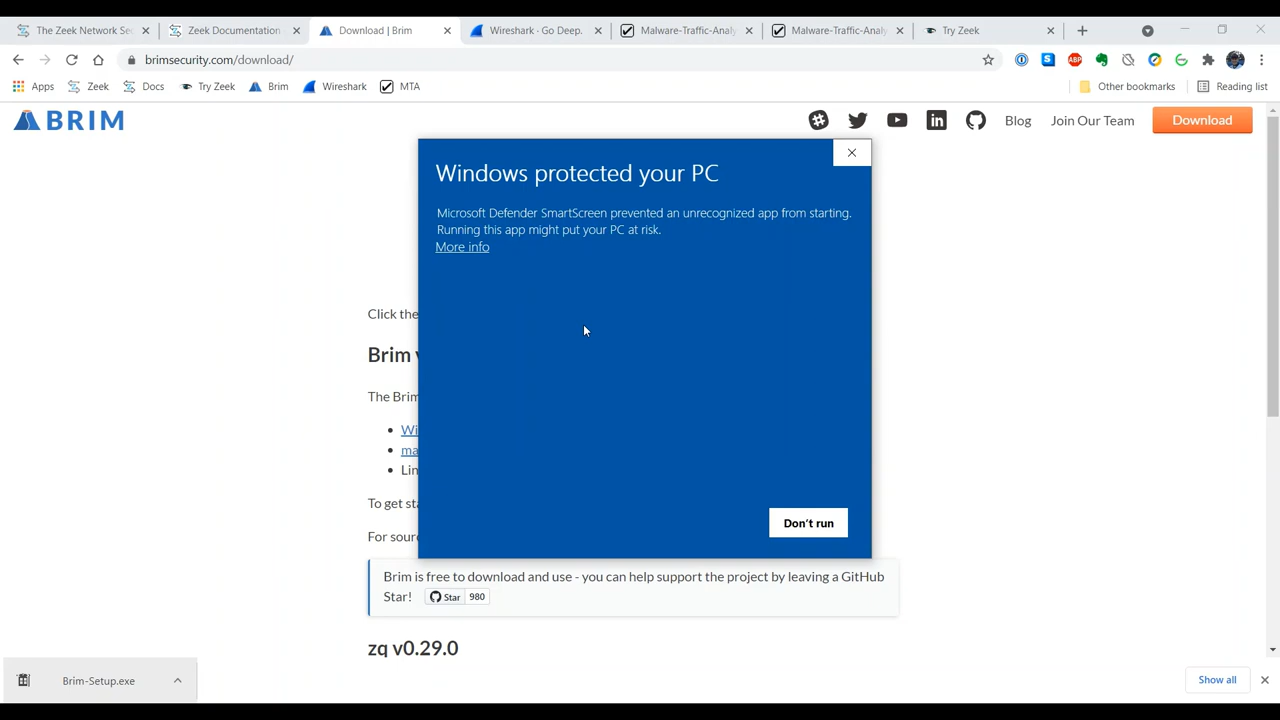 The Zeek Network Sec
Zeek Documentation
Download | Brim
Wireshark · Go Deep.
Malware-Traffic-Analy
Malware-Traffic-Analy
Try Zeek
brimsecurity.com/download/
ABP
Apps
Zeek
Docs
Try Zeek
Brim
Wireshark
MTA
Other bookmarks
Reading list
BRIM
Blog
Join Our Team
Download
Windows protected your PC
Microsoft Defender SmartScreen prevented an unrecognized app from starting.
Running this app might put your PC at risk.
More info
Don't run
Click the
Brim v
The Brim
Wi
ma
Lin
To get sta
For sour
Brim is free to download and use - you can help support the project by leaving a GitHub
Star! Star 980
zq v0.29.0
Brim-Setup.exe
Show all